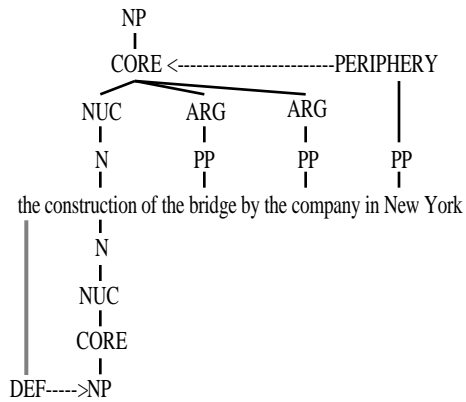 NP
CORE <------------------------PERIPHERY
NUC ARG ARG
N PP PP PP
the construction of the bridge by the company in New York
N
NUC
CORE
DEF----->NP